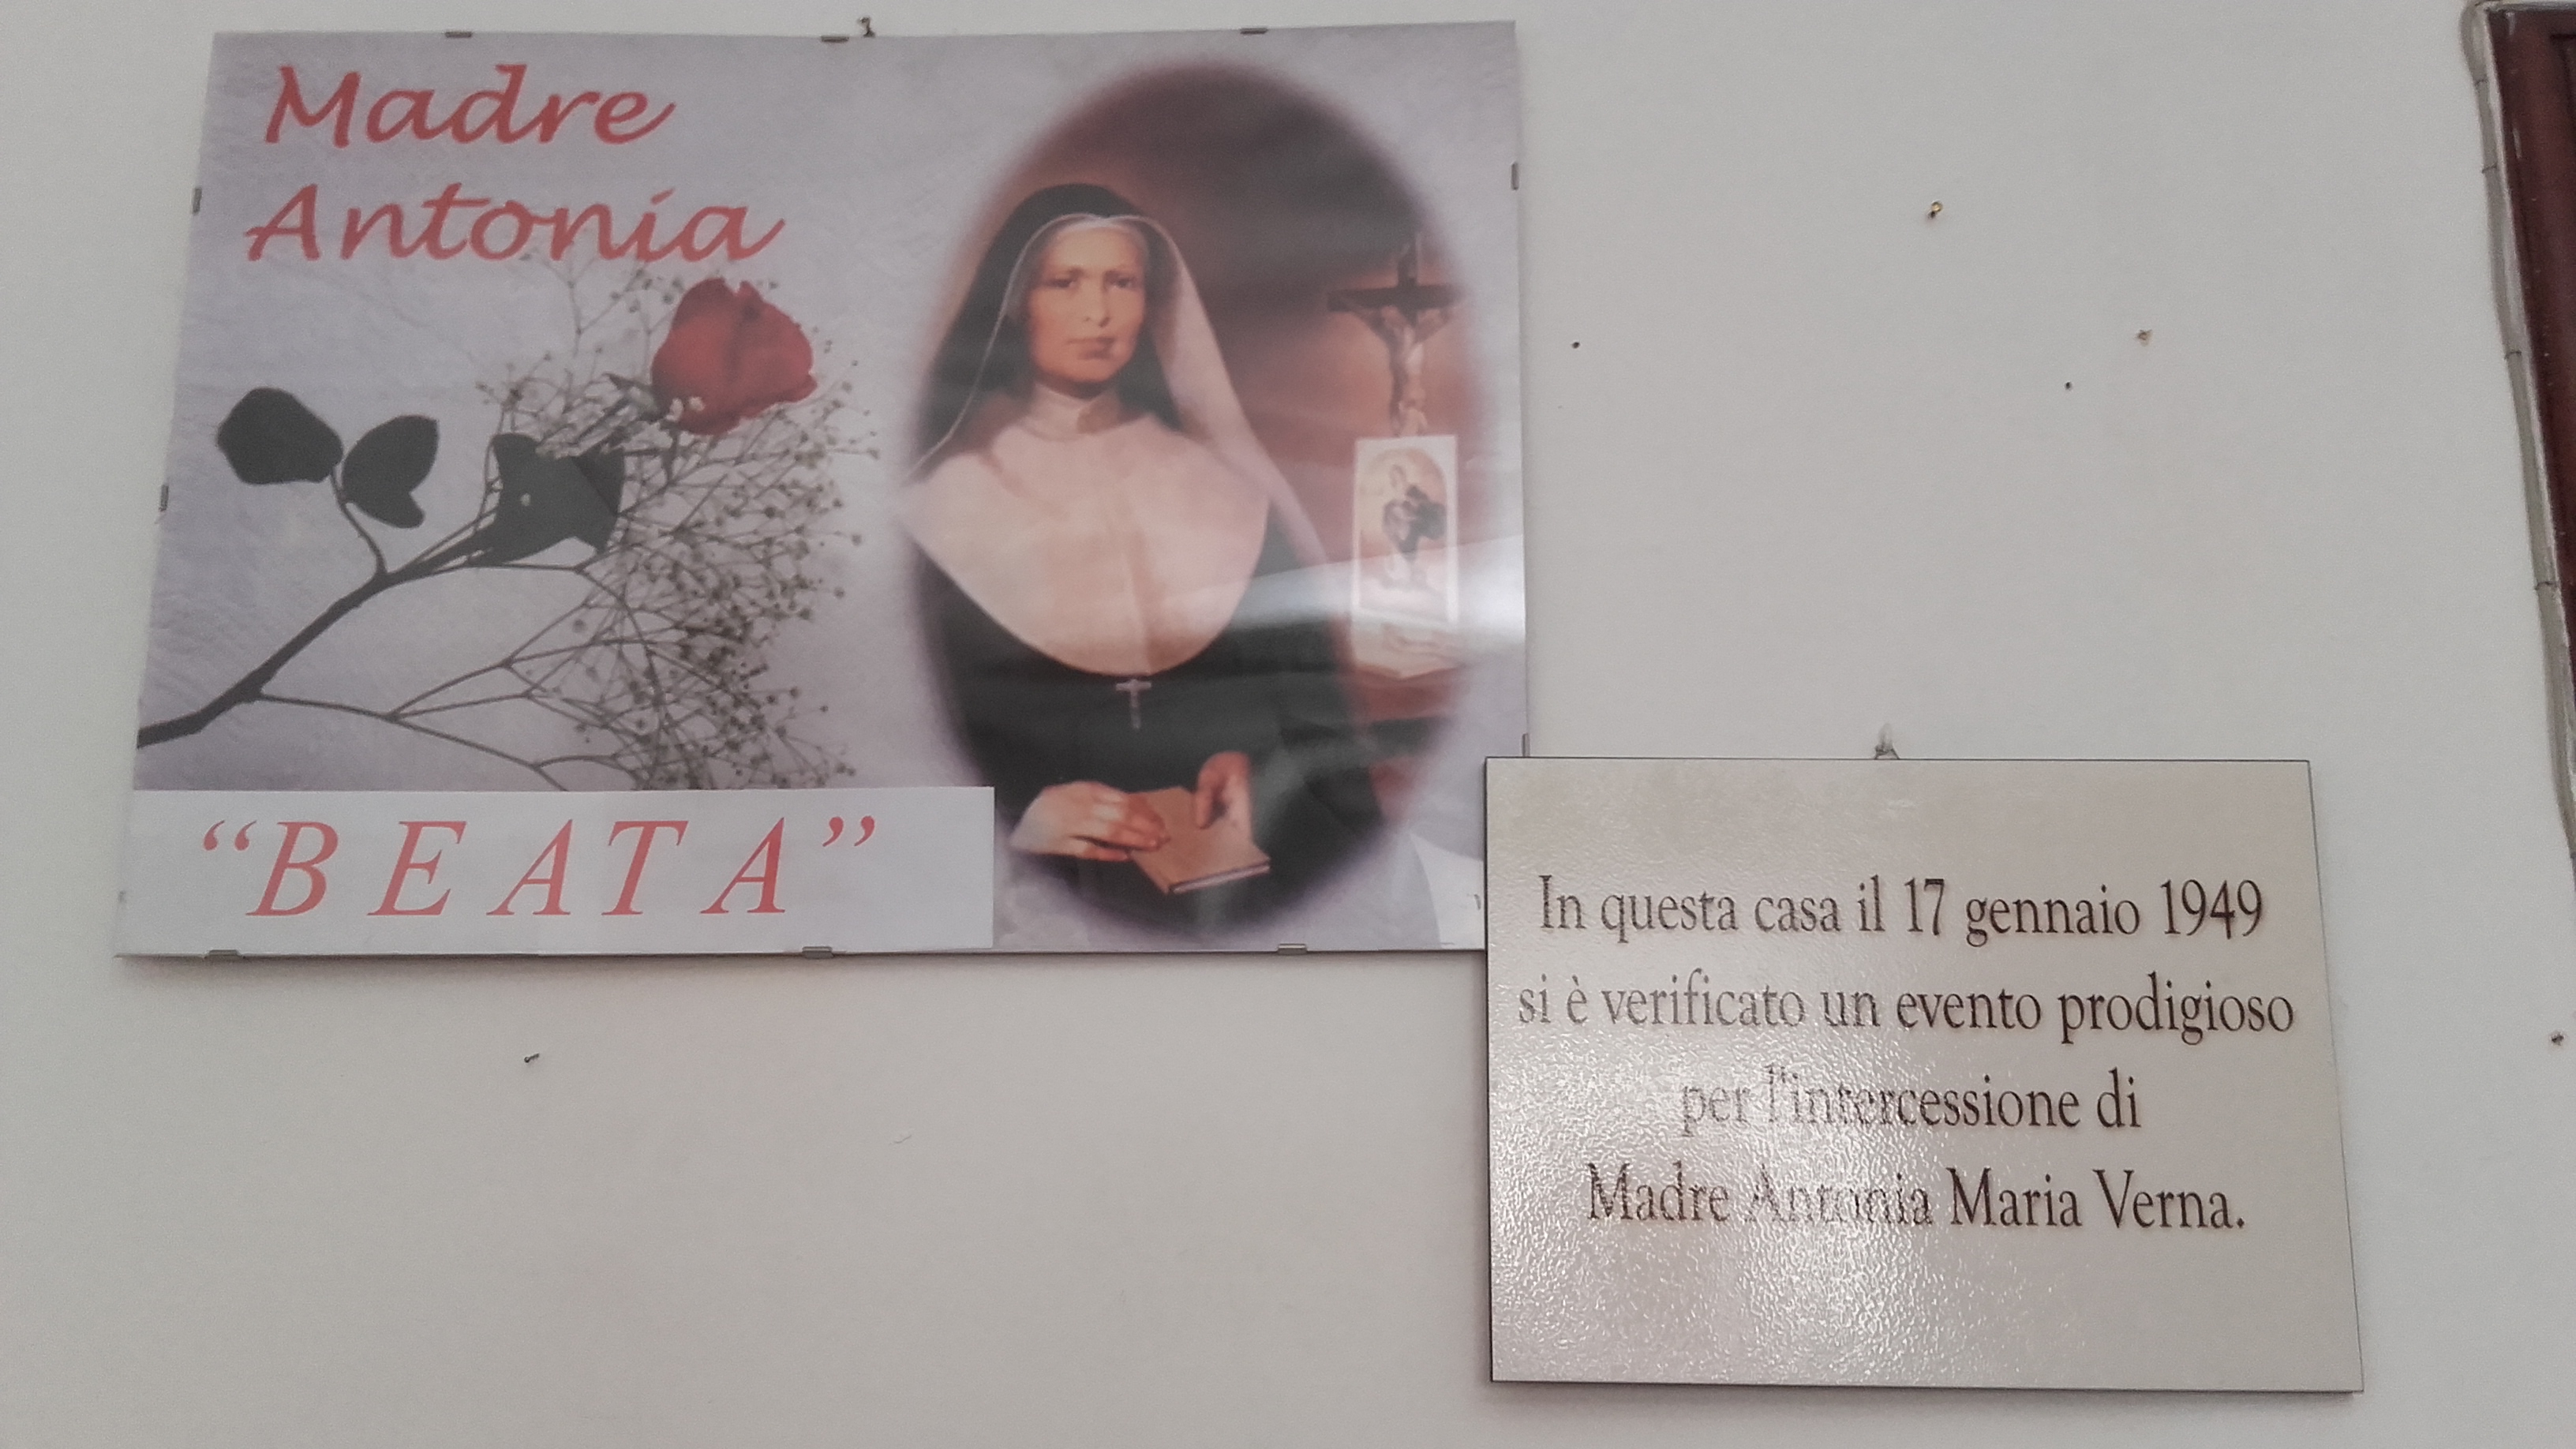 Madre
Antonia
“BEATA”
In questa casa il 17 gennaio 1949
si è verificato un evento prodigioso
per l'intercessione di
Madre Antonia Maria Verna.